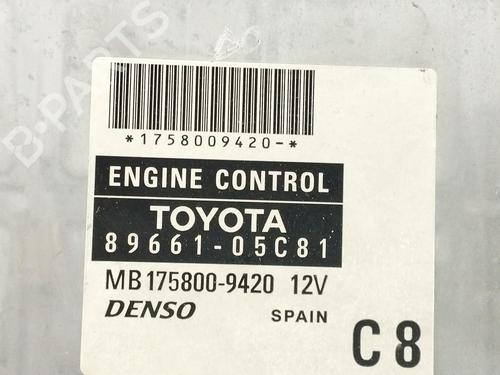 B-PARTS
*1758009420-*
ENGINE CONTROL
TOYOTA
89661-05C81
MB175800-9420 12V
DENSO SPAIN
C8